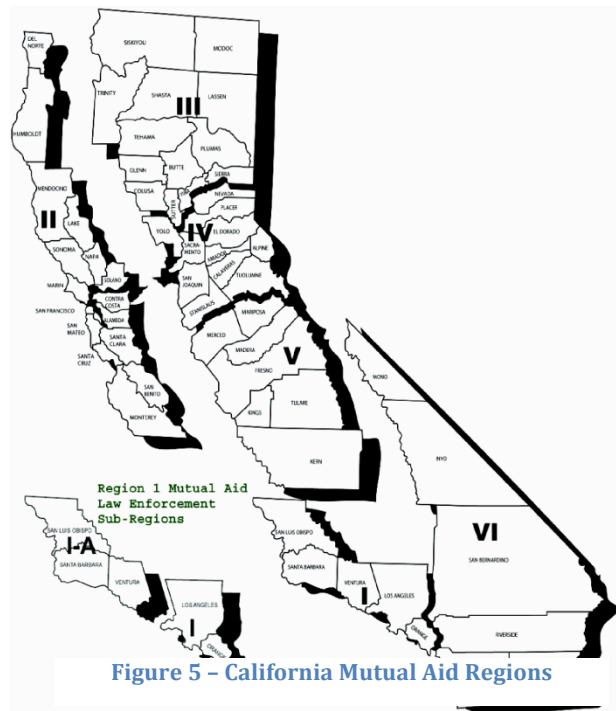 DEL NORTE
SISKIYOU
MODOC
TRINITY
SHASTA
LASSEN
III
HUMBOLDT
TEHAMA
PLUMAS
BUTTE
GLENN
SIERRA
MENDOCINO
COLUSA
NEVADA
II
LAKE
SUTTER
PLACER
YOLO
IV
EL DORADO
SONOMA
NAPA
SACRA-
MENTO
ALPINE
AMADOR
SOLANO
CALAVERAS
MARIN
SAN JOAQUIN
TUOLUMNE
CONTRA COSTA
SAN FRANCISCO
ALAMEDA
STANISLAUS
MARIPOSA
SAN MATEO
SANTA CLARA
MERCED
V
SANTA CRUZ
MADERA
FRESNO
MONO
SAN BENITO
MONTEREY
KINGS
TULARE
INYO
KERN
Region 1 Mutual Aid
Law Enforcement
Sub-Regions
SAN LUIS OBISPO
I-A
SANTA BARBARA
VENTURA
LOS ANGELES
I
ORANGE
SAN LUIS OBISPO
SANTA BARBARA
VENTURA
I
LOS ANGELES
ORANGE
VI
SAN BERNARDINO
RIVERSIDE
Figure 5 – California Mutual Aid Regions